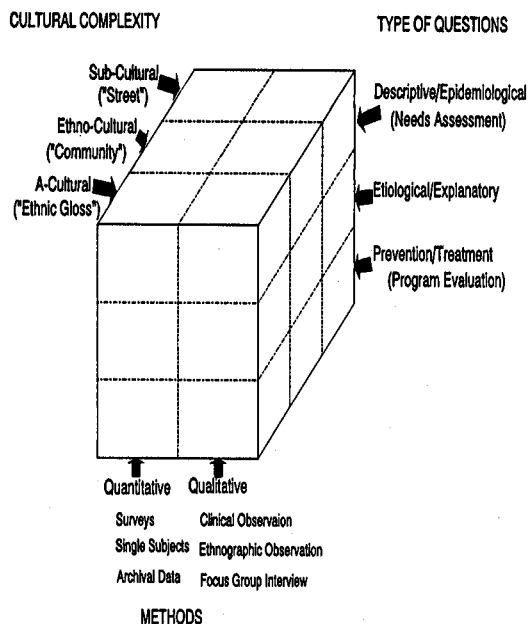 CULTURAL COMPLEXITY
TYPE OF QUESTIONS
Sub-Cultural
("Street")
Ethno-Cultural
("Community")
A-Cultural
("Ethnic Gloss")
Descriptive/Epidemiological
(Needs Assessment)
Etiological/Explanatory
Prevention/Treatment
(Program Evaluation)
Quantitative
Surveys
Single Subjects
Archival Data
Qualitative
Clinical Observaion
Ethnographic Observation
Focus Group Interview
METHODS